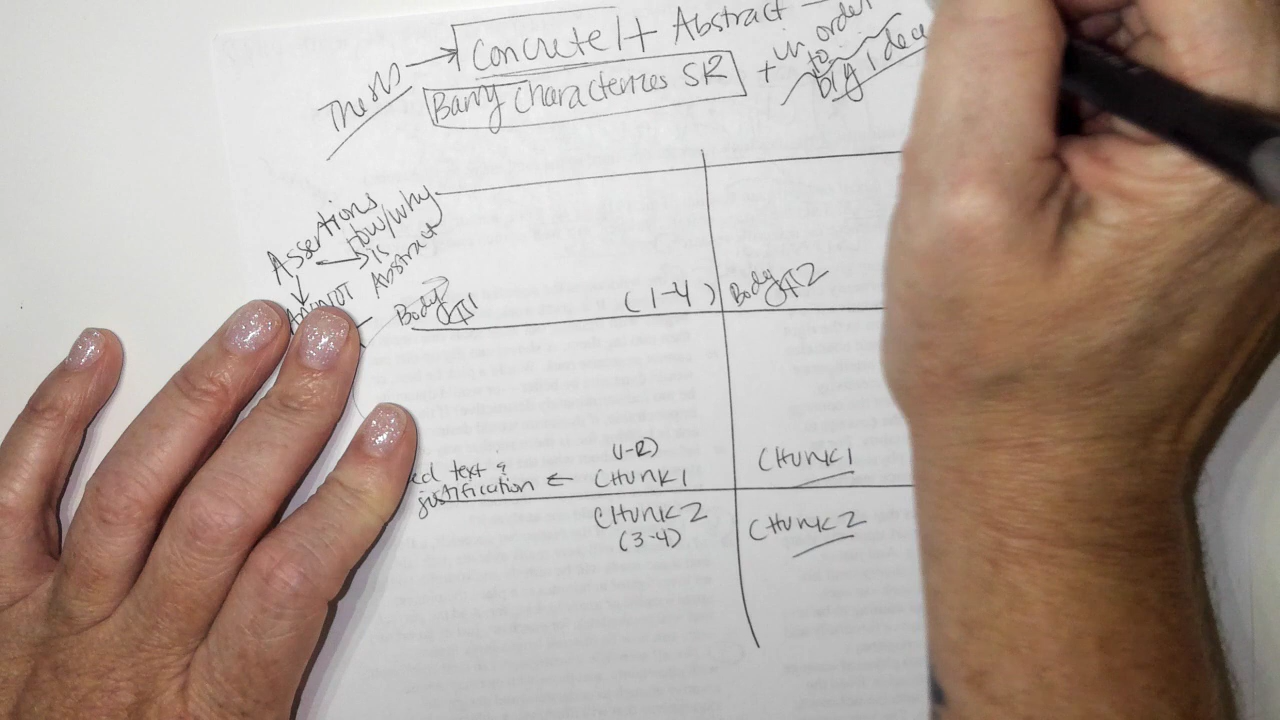 Thesis → Concrete + Abstract
Barry Characterizes SR + in order
to
big idea
Assertions
→ how/why
is
Abstract
Body #1
(1-4)
Body #2
(1-2)
text &
justification ← CHUNK 1
CHUNK 1
CHUNK 2
(3-4)
CHUNK 2